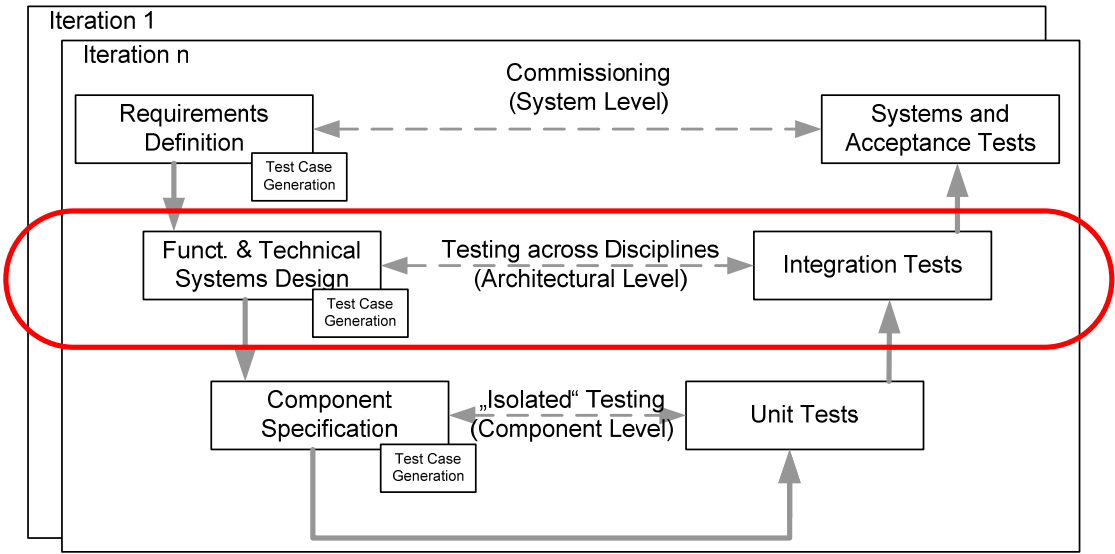 Iteration 1
Iteration n
Commissioning
(System Level)
Requirements
Definition
Test Case
Generation
Systems and
Acceptance Tests
Funct. & Technical
Systems Design
Test Case
Generation
Testing across Disciplines
(Architectural Level)
Integration Tests
Component
Specification
Test Case
Generation
„Isolated“ Testing
(Component Level)
Unit Tests